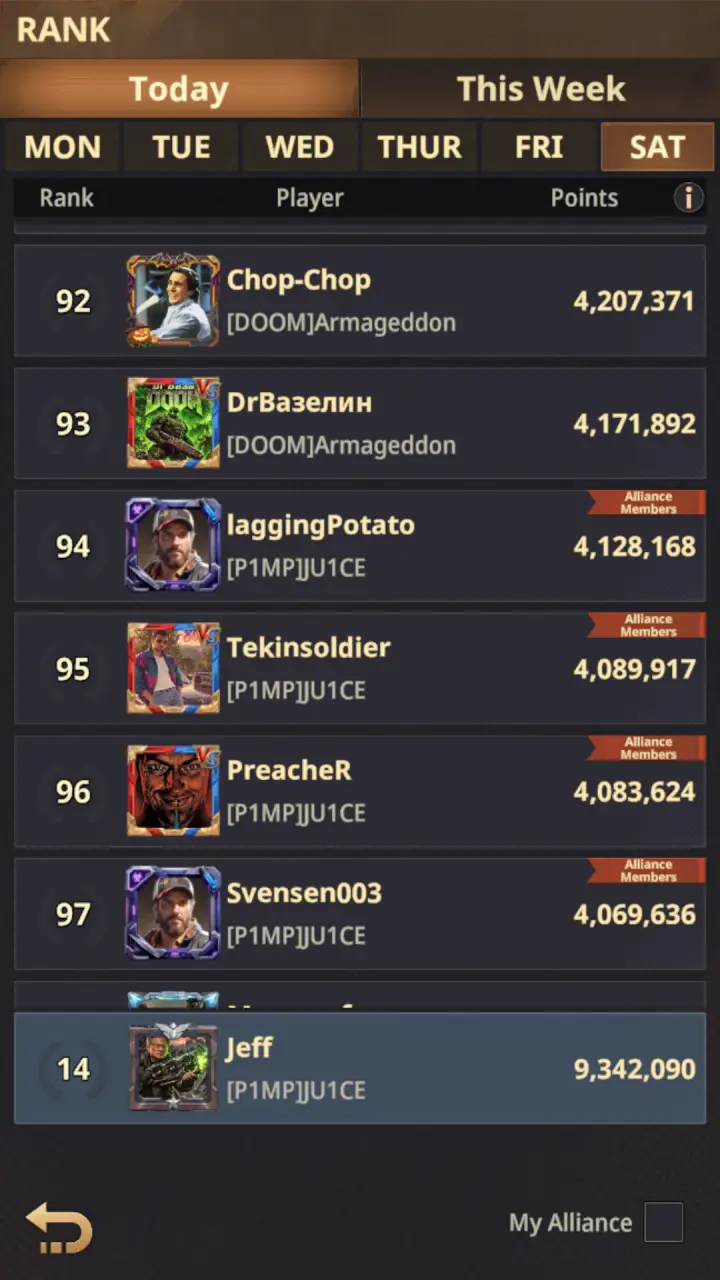 RANK
Today
This Week
MON
TUE
WED
THUR
FRI
SAT
Rank
Player
Points
92
Chop-Chop
[DOOM]Armageddon
4,207,371
93
DrВазелин
[DOOM]Armageddon
4,171,892
Alliance
Members
94
laggingPotato
[P1MP]JU1CE
4,128,168
Alliance
Members
95
Tekinsoldier
[P1MP]JU1CE
4,089,917
Alliance
Members
96
PreacheR
[P1MP]JU1CE
4,083,624
Alliance
Members
97
Svensen003
[P1MP]JU1CE
4,069,636
14
Jeff
[P1MP]JU1CE
9,342,090
My Alliance